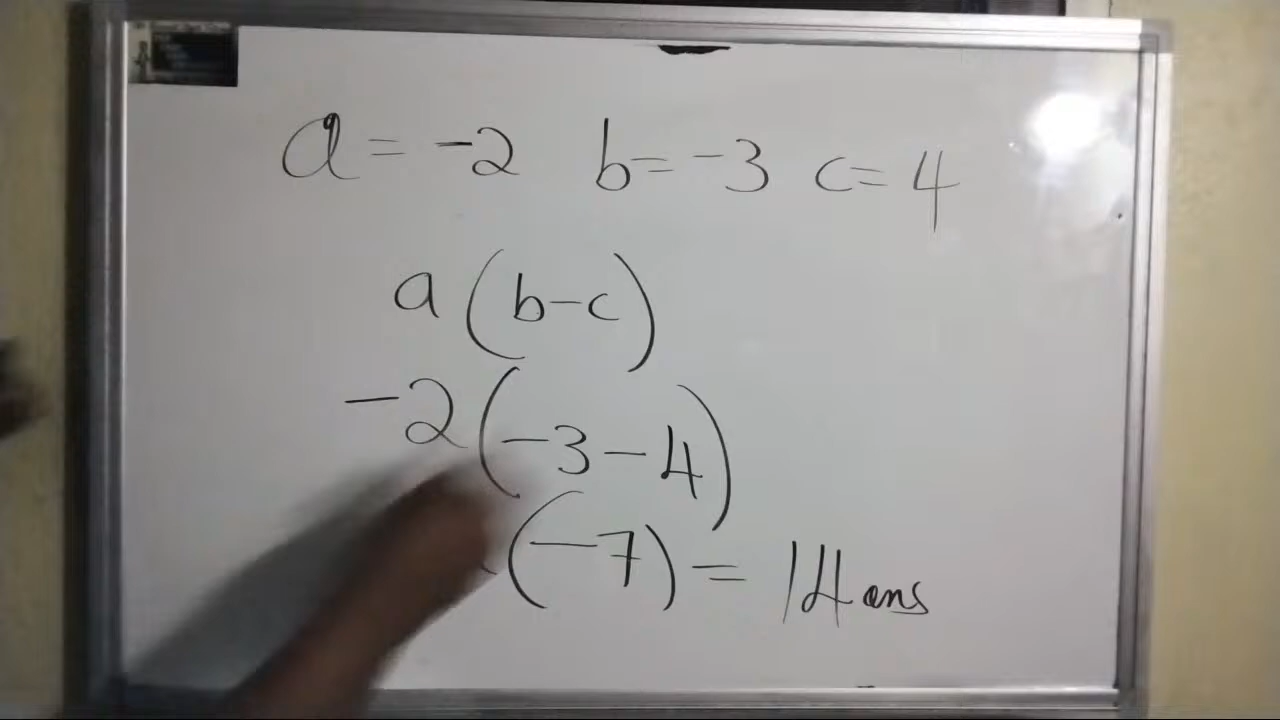 a = -2 b = -3 c = 4
a (b-c)
-2 (-3-4)
(-7) = 14 ans